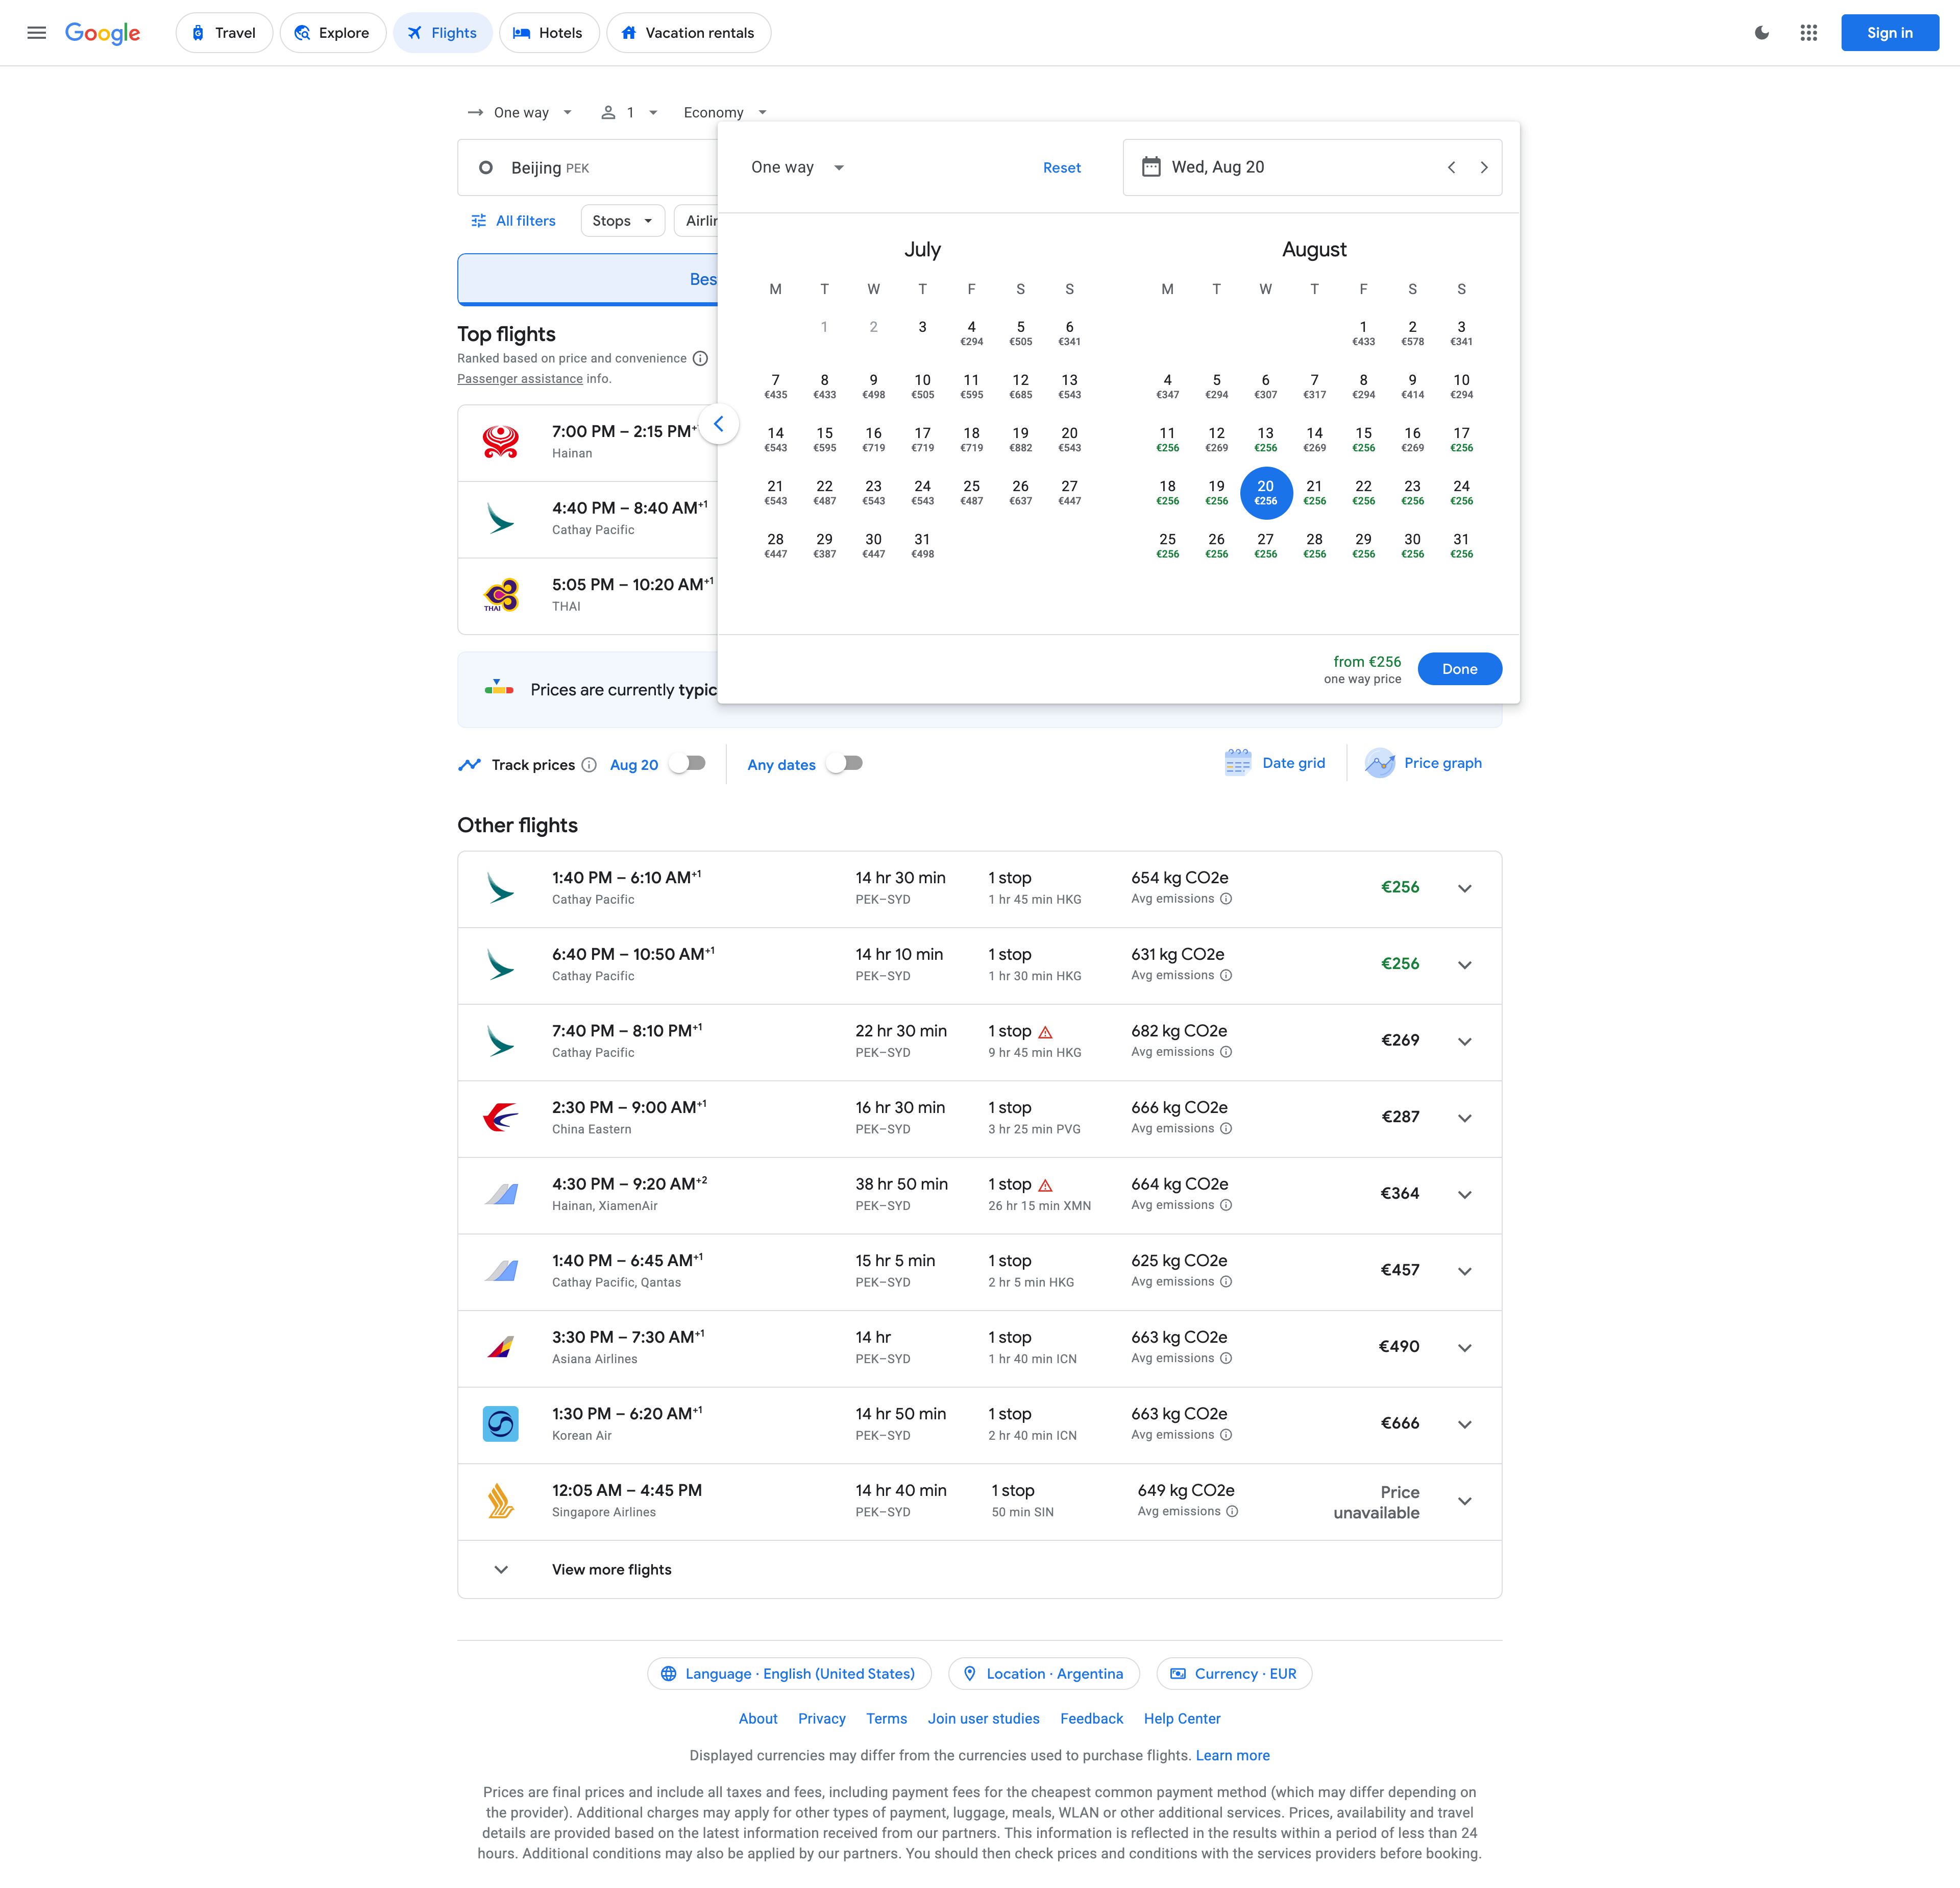 Google
Travel
Explore
Flights
Hotels
Vacation rentals
Sign in
One way
1
Economy
Beijing PEK
All filters
Stops
Bes
Top flights
Ranked based on price and convenience
Passenger assistance info.
7:00 PM – 2:15 PM
Hainan
4:40 PM – 8:40 AM+1
Cathay Pacific
THAI
5:05 PM – 10:20 AM+1
THAI
Prices are currently typic
One way
Reset
Wed, Aug 20
July
M T W T F S S
1 2 3 4 5 6
€294 €505 €341
7 8 9 10 11 12 13
€435 €433 €498 €505 €595 €685 €543
14 15 16 17 18 19 20
€543 €595 €719 €719 €719 €882 €543
21 22 23 24 25 26 27
€543 €487 €543 €543 €487 €637 €447
28 29 30 31
€447 €387 €447 €498
August
M T W T F S S
1 2 3
€433 €578 €341
4 5 6 7 8 9 10
€347 €294 €307 €317 €294 €414 €294
11 12 13 14 15 16 17
€256 €269 €256 €269 €256 €269 €256
18 19 20 21 22 23 24
€256 €256 €256 €256 €256 €256 €256
25 26 27 28 29 30 31
€256 €256 €256 €256 €256 €256 €256
from €256
one way price
Done
Track prices
Aug 20
Any dates
Date grid
Price graph
Other flights
1:40 PM – 6:10 AM+1 14 hr 30 min 1 stop 654 kg CO2e €256
Cathay Pacific PEK–SYD 1 hr 45 min HKG Avg emissions
6:40 PM – 10:50 AM+1 14 hr 10 min 1 stop 631 kg CO2e €256
Cathay Pacific PEK–SYD 1 hr 30 min HKG Avg emissions
7:40 PM – 8:10 PM+1 22 hr 30 min 1 stop 682 kg CO2e €269
Cathay Pacific PEK–SYD 9 hr 45 min HKG Avg emissions
2:30 PM – 9:00 AM+1 16 hr 30 min 1 stop 666 kg CO2e €287
China Eastern PEK–SYD 3 hr 25 min PVG Avg emissions
4:30 PM – 9:20 AM+2 38 hr 50 min 1 stop 664 kg CO2e €364
Hainan, XiamenAir PEK–SYD 26 hr 15 min XMN Avg emissions
1:40 PM – 6:45 AM+1 15 hr 5 min 1 stop 625 kg CO2e €457
Cathay Pacific, Qantas PEK–SYD 2 hr 5 min HKG Avg emissions
3:30 PM – 7:30 AM+1 14 hr 1 stop 663 kg CO2e €490
Asiana Airlines PEK–SYD 1 hr 40 min ICN Avg emissions
1:30 PM – 6:20 AM+1 14 hr 50 min 1 stop 663 kg CO2e €666
Korean Air PEK–SYD 2 hr 40 min ICN Avg emissions
12:05 AM – 4:45 PM 14 hr 40 min 1 stop 649 kg CO2e Price unavailable
Singapore Airlines PEK–SYD 50 min SIN Avg emissions
View more flights
Language · English (United States)
Location · Argentina
Currency · EUR
About Privacy Terms Join user studies Feedback Help Center
Displayed currencies may differ from the currencies used to purchase flights. Learn more
Prices are final prices and include all taxes and fees, including payment fees for the cheapest common payment method (which may differ depending on
the provider). Additional charges may apply for other types of payment, luggage, meals, WLAN or other additional services. Prices, availability and travel
details are provided based on the latest information received from our partners. This information is reflected in the results within a period of less than 24
hours. Additional conditions may also be applied by our partners. You should then check prices and conditions with the services providers before booking.